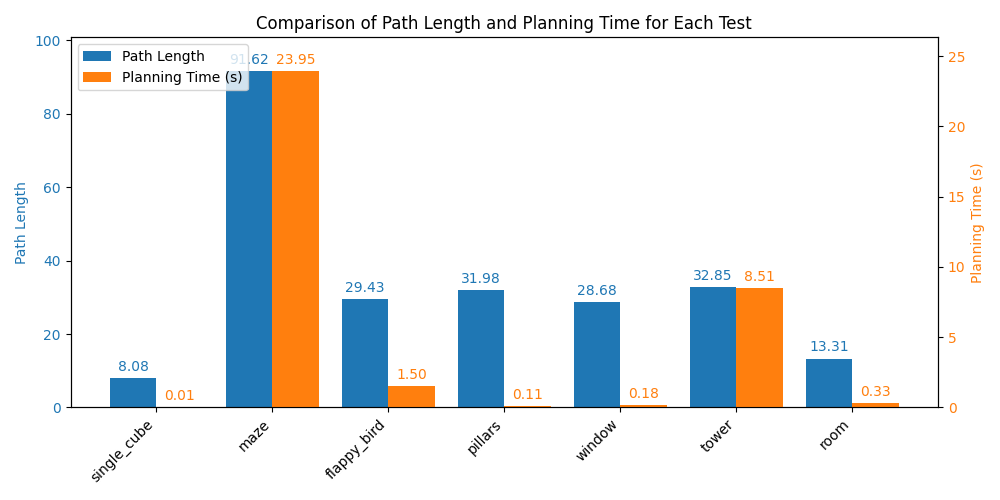 Comparison of Path Length and Planning Time for Each Test
Path Length
Planning Time (s)
100
80
60
40
20
0
Path Length
25
20
15
10
5
0
Planning Time (s)
8.08
0.01
91.62
23.95
29.43
1.50
31.98
0.11
28.68
0.18
32.85
8.51
13.31
0.33
single_cube
maze
flappy_bird
pillars
window
tower
room